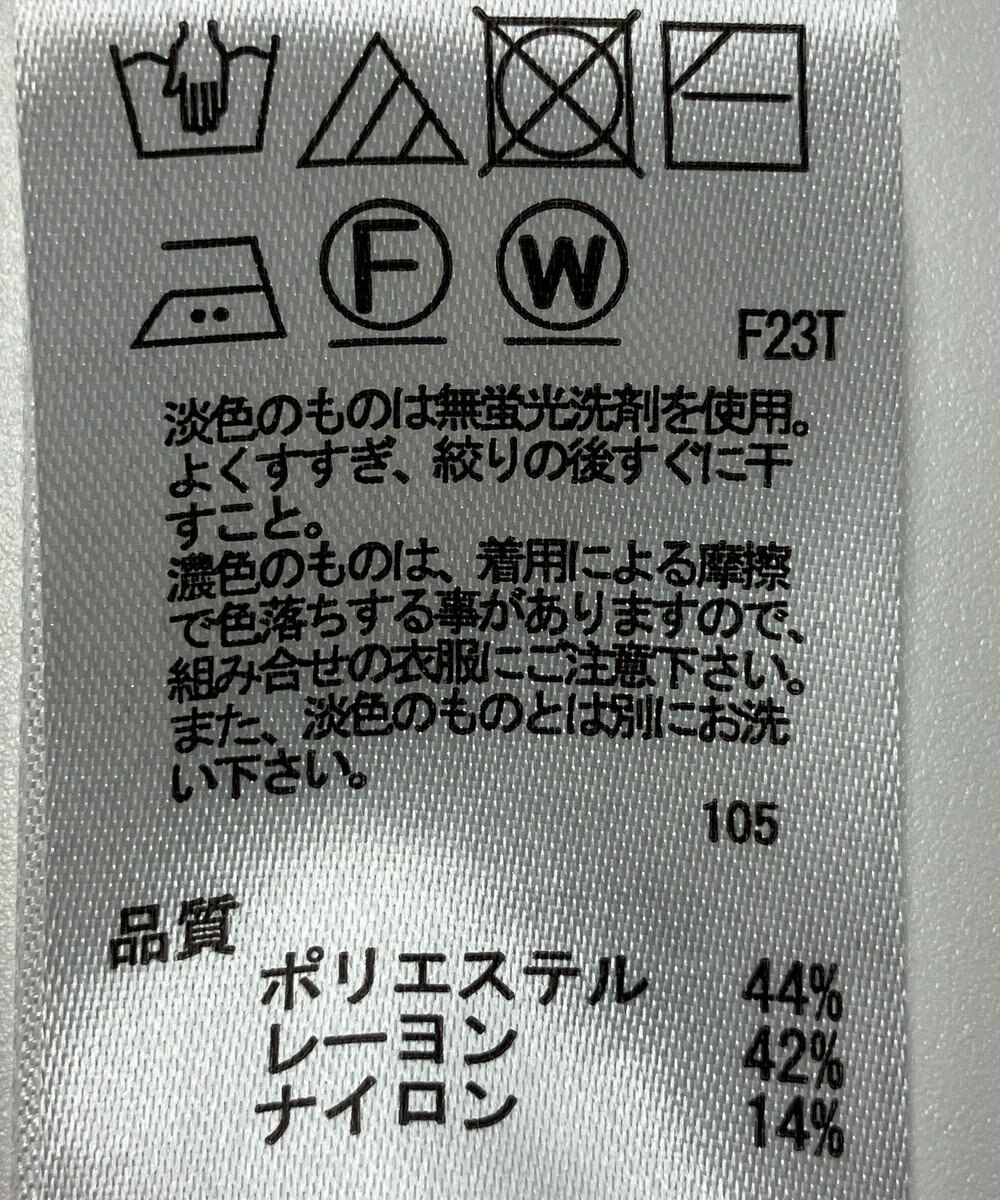 F
W
F23T
淡色のものは無蛍光洗剤を使用。
よくすすぎ、絞りの後すぐに干
すこと。
濃色のものは、着用による摩擦
で色落ちする事がありますので、
組み合せの衣服にご注意下さい。
また、淡色のものとは別にお洗
い下さい。
105
品質
ポリエステル 44%
レーヨン 42%
ナイロン 14%